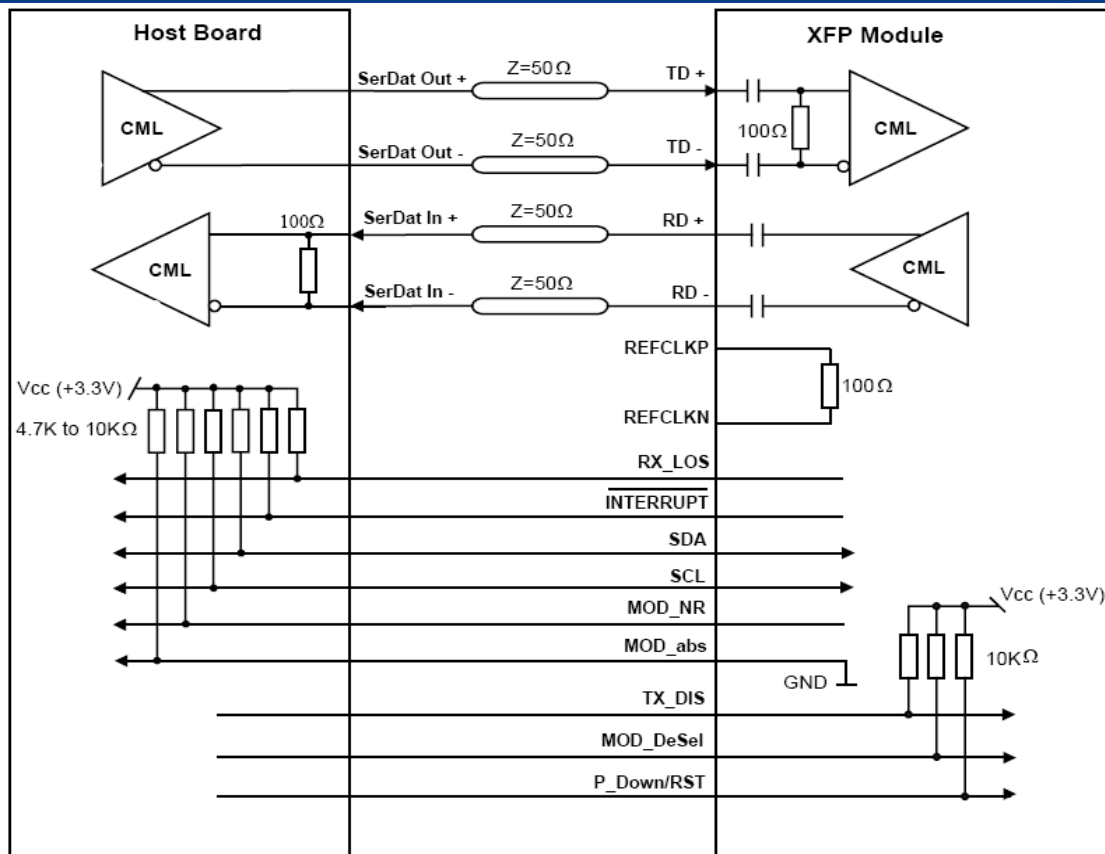 Host Board
XFP Module
SerDat Out +
Z=50Ω
TD +
CML
100Ω
CML
SerDat Out -
Z=50Ω
TD -
100Ω
SerDat In +
Z=50Ω
RD +
CML
CML
SerDat In -
Z=50Ω
RD -
REFCLKP
Vcc (+3.3V)
100Ω
4.7K to 10KΩ
REFCLKN
RX_LOS
INTERRUPT
SDA
SCL
Vcc (+3.3V)
MOD_NR
MOD_abs
10KΩ
GND
TX_DIS
MOD_DeSel
P_Down/RST